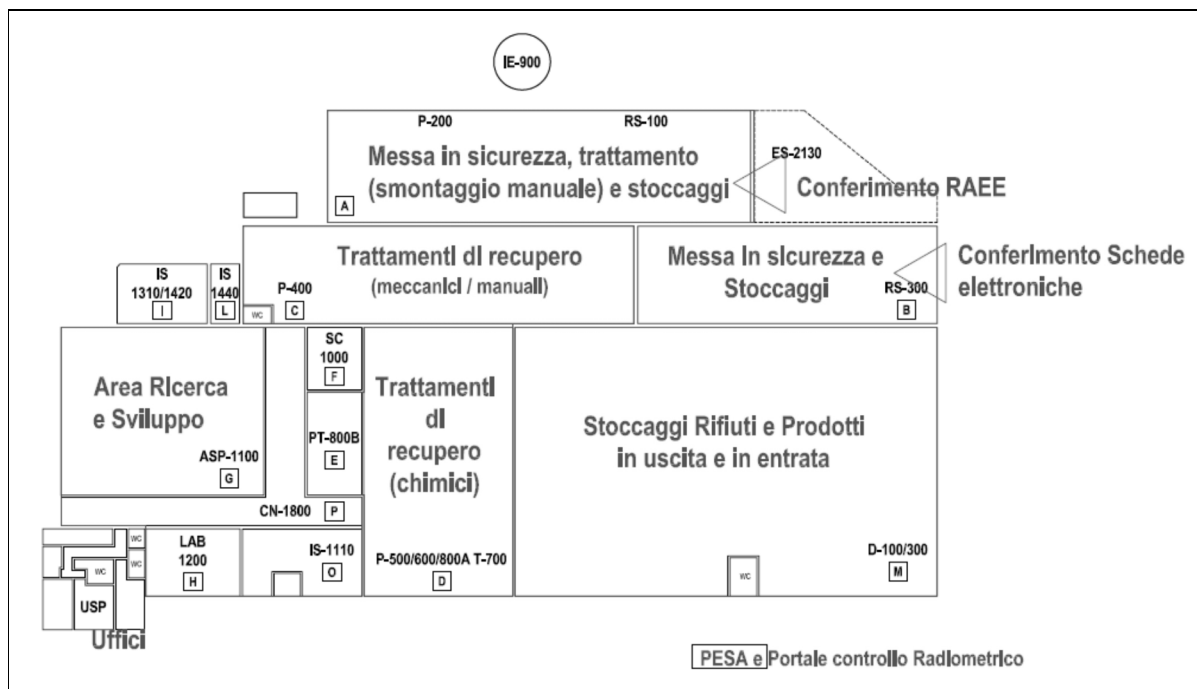 IE-900
P-200
RS-100
Messa in sicurezza, trattamento
(smontaggio manuale) e stoccaggi
A
ES-2130
Conferimento RAEE
Trattamenti di recupero
(meccanici / manuali)
P-400
C
WC
Messa in sicurezza e
Stoccaggi
RS-300
B
Conferimento Schede
elettroniche
IS
1310/1420
I
IS
1440
L
Area Ricerca
e Sviluppo
ASP-1100
G
SC
1000
F
PT-800B
E
CN-1800
P
Trattamenti
di
recupero
(chimici)
P-500/600/800A T-700
D
Stoccaggi Rifiuti e Prodotti
in uscita e in entrata
D-100/300
M
WC
LAB
1200
H
IS-1110
O
WC
WC
WC
USP
Uffici
PESA e Portale controllo Radiometrico